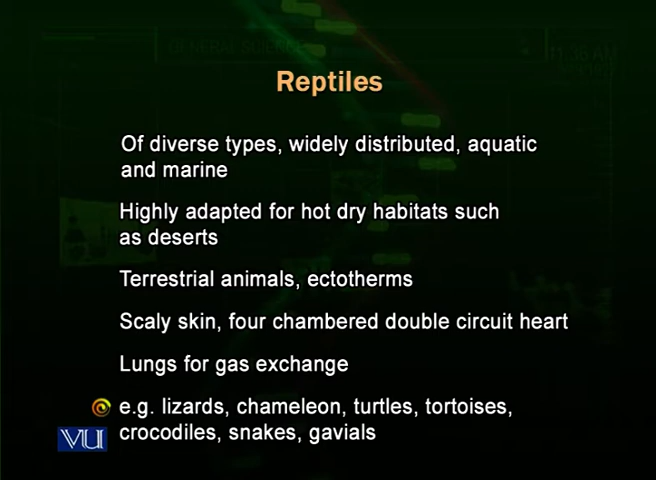 GENERAL SCIENCE
Reptiles
Of diverse types, widely distributed, aquatic
and marine
Highly adapted for hot dry habitats such
as deserts
Terrestrial animals, ectotherms
Scaly skin, four chambered double circuit heart
Lungs for gas exchange
e.g. lizards, chameleon, turtles, tortoises,
crocodiles, snakes, gavials
VU